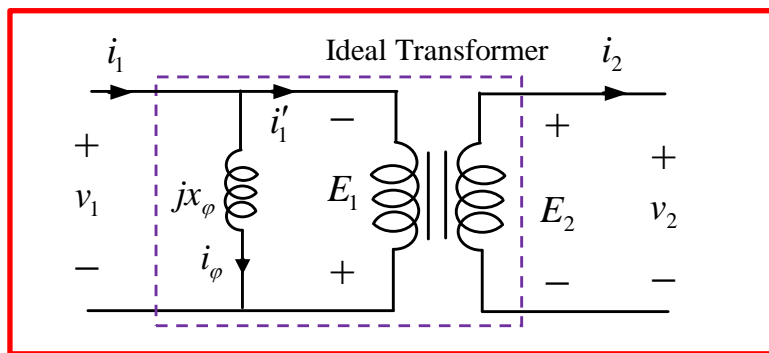 Ideal Transformer
i₁
i₂
i₁′
+
v₁
−
jxᵩ
iᵩ
−
E₁
+
+
E₂
−
+
v₂
−